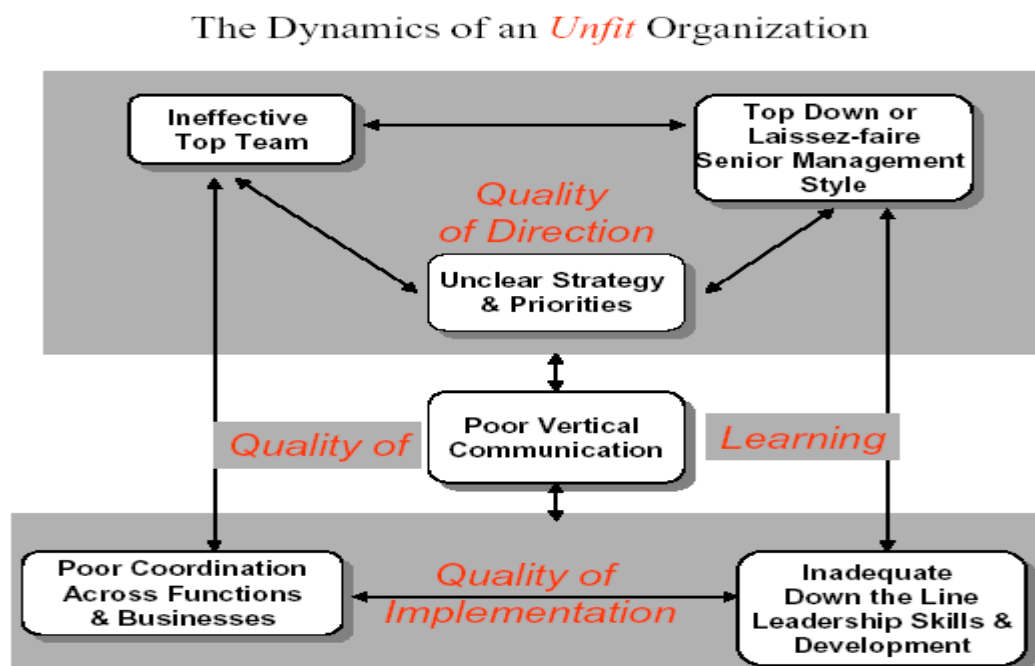 The Dynamics of an Unfit Organization
Ineffective
Top Team
Top Down or
Laissez-faire
Senior Management
Style
Quality
of Direction
Unclear Strategy
& Priorities
Poor Vertical
Communication
Quality of
Learning
Poor Coordination
Across Functions
& Businesses
Quality of
Implementation
Inadequate
Down the Line
Leadership Skills &
Development